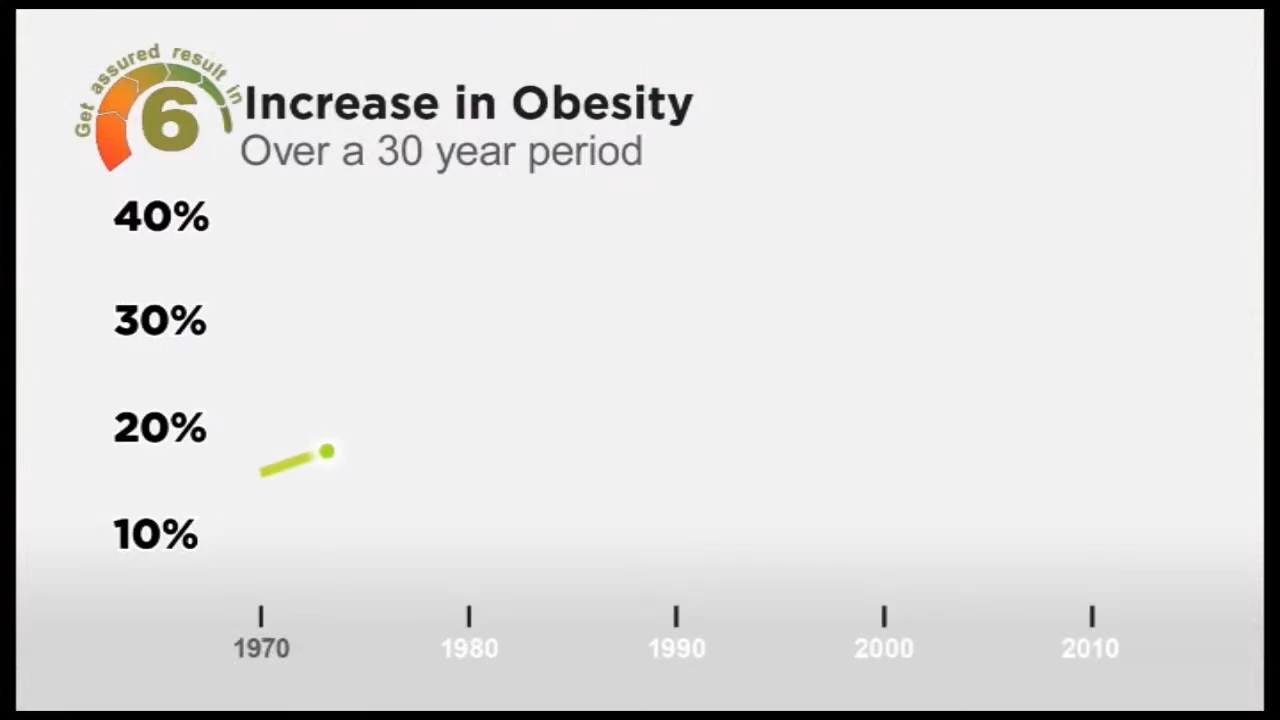 Get assured result in
6
Increase in Obesity
Over a 30 year period
40%
30%
20%
10%
1970 1980 1990 2000 2010